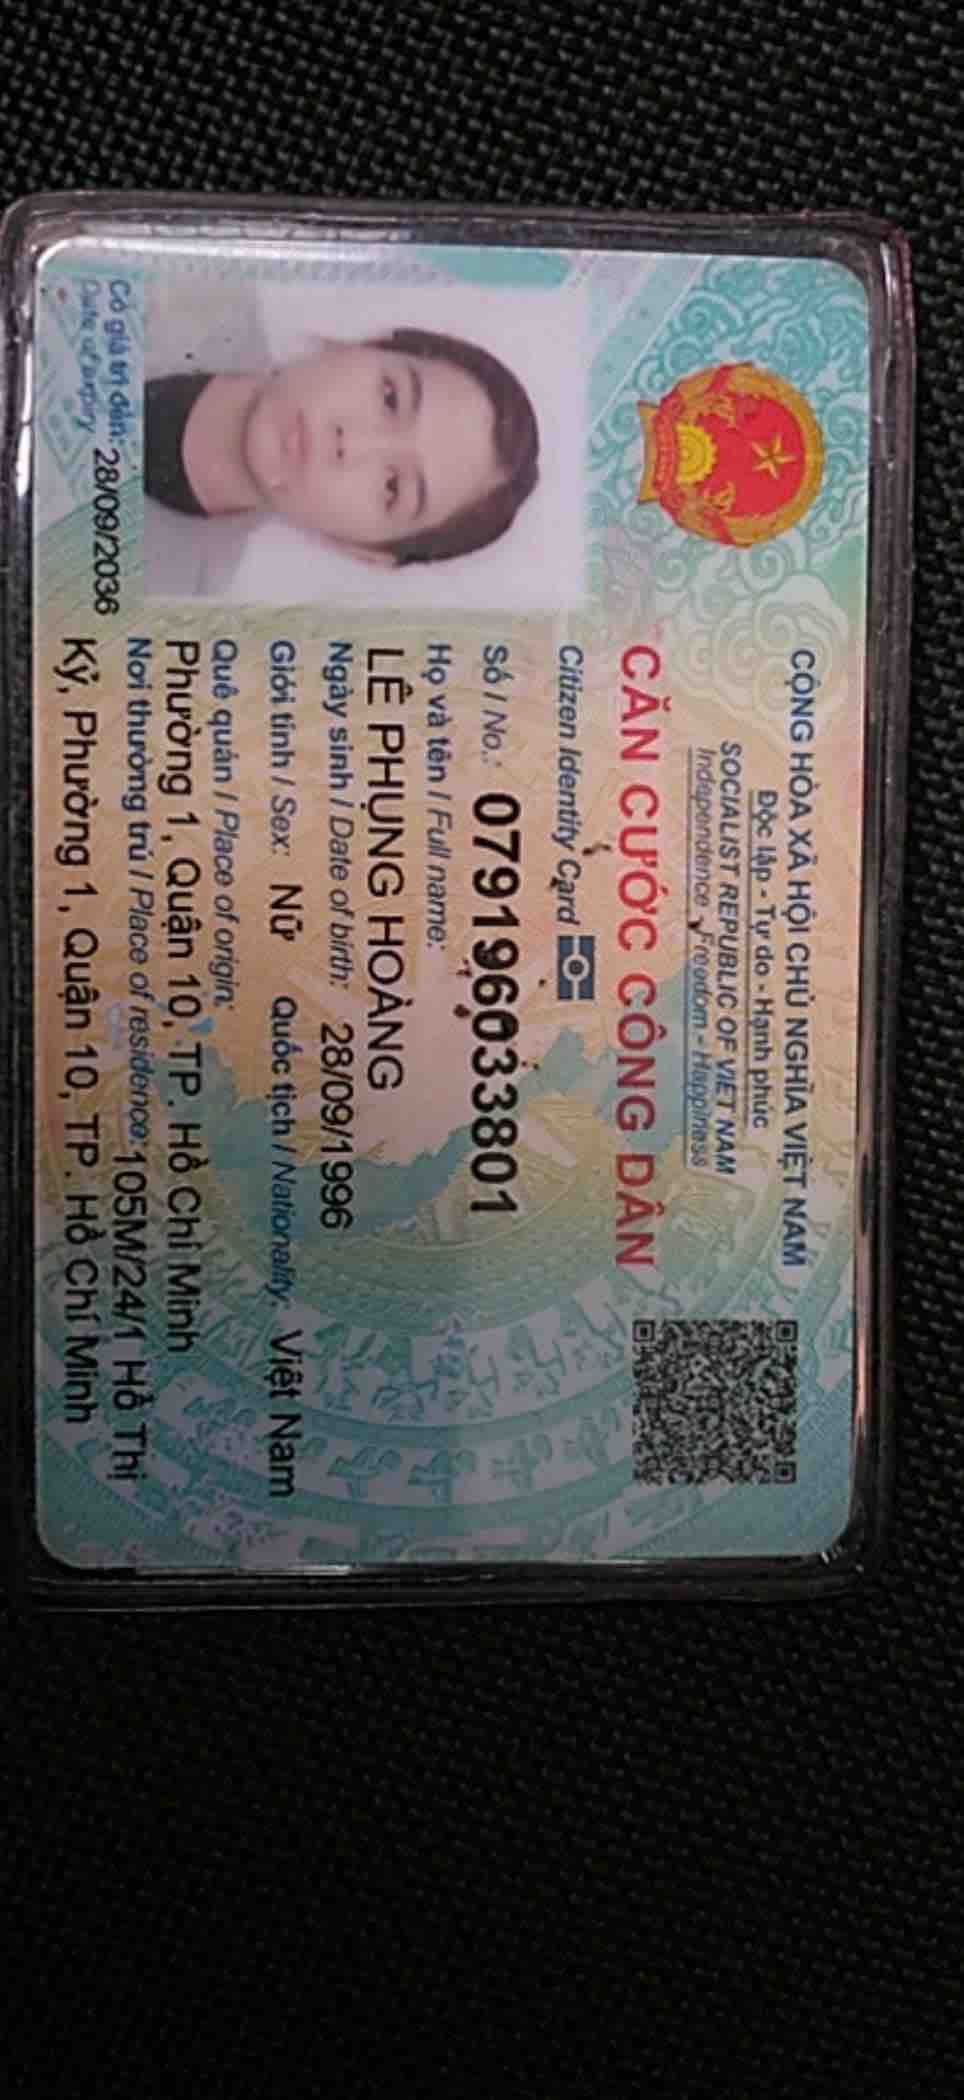 CỘNG HÒA XÃ HỘI CHỦ NGHĨA VIỆT NAM
Độc lập - Tự do - Hạnh phúc
SOCIALIST REPUBLIC OF VIET NAM
Independence - Freedom - Happiness
CĂN CƯỚC CÔNG DÂN
Citizen Identity Card
Số / No.: 079196033801
Họ và tên / Full name:
LÊ PHỤNG HOÀNG
Ngày sinh / Date of birth: 28/09/1996
Giới tính / Sex: Nữ Quốc tịch / Nationality: Việt Nam
Quê quán / Place of origin:
Phường 1, Quận 10, TP. Hồ Chí Minh
Nơi thường trú / Place of residence: 105M/24/1 Hồ Thị
Kỷ, Phường 1, Quận 10, TP. Hồ Chí Minh
Có giá trị đến: 28/09/2036
Date of expiry